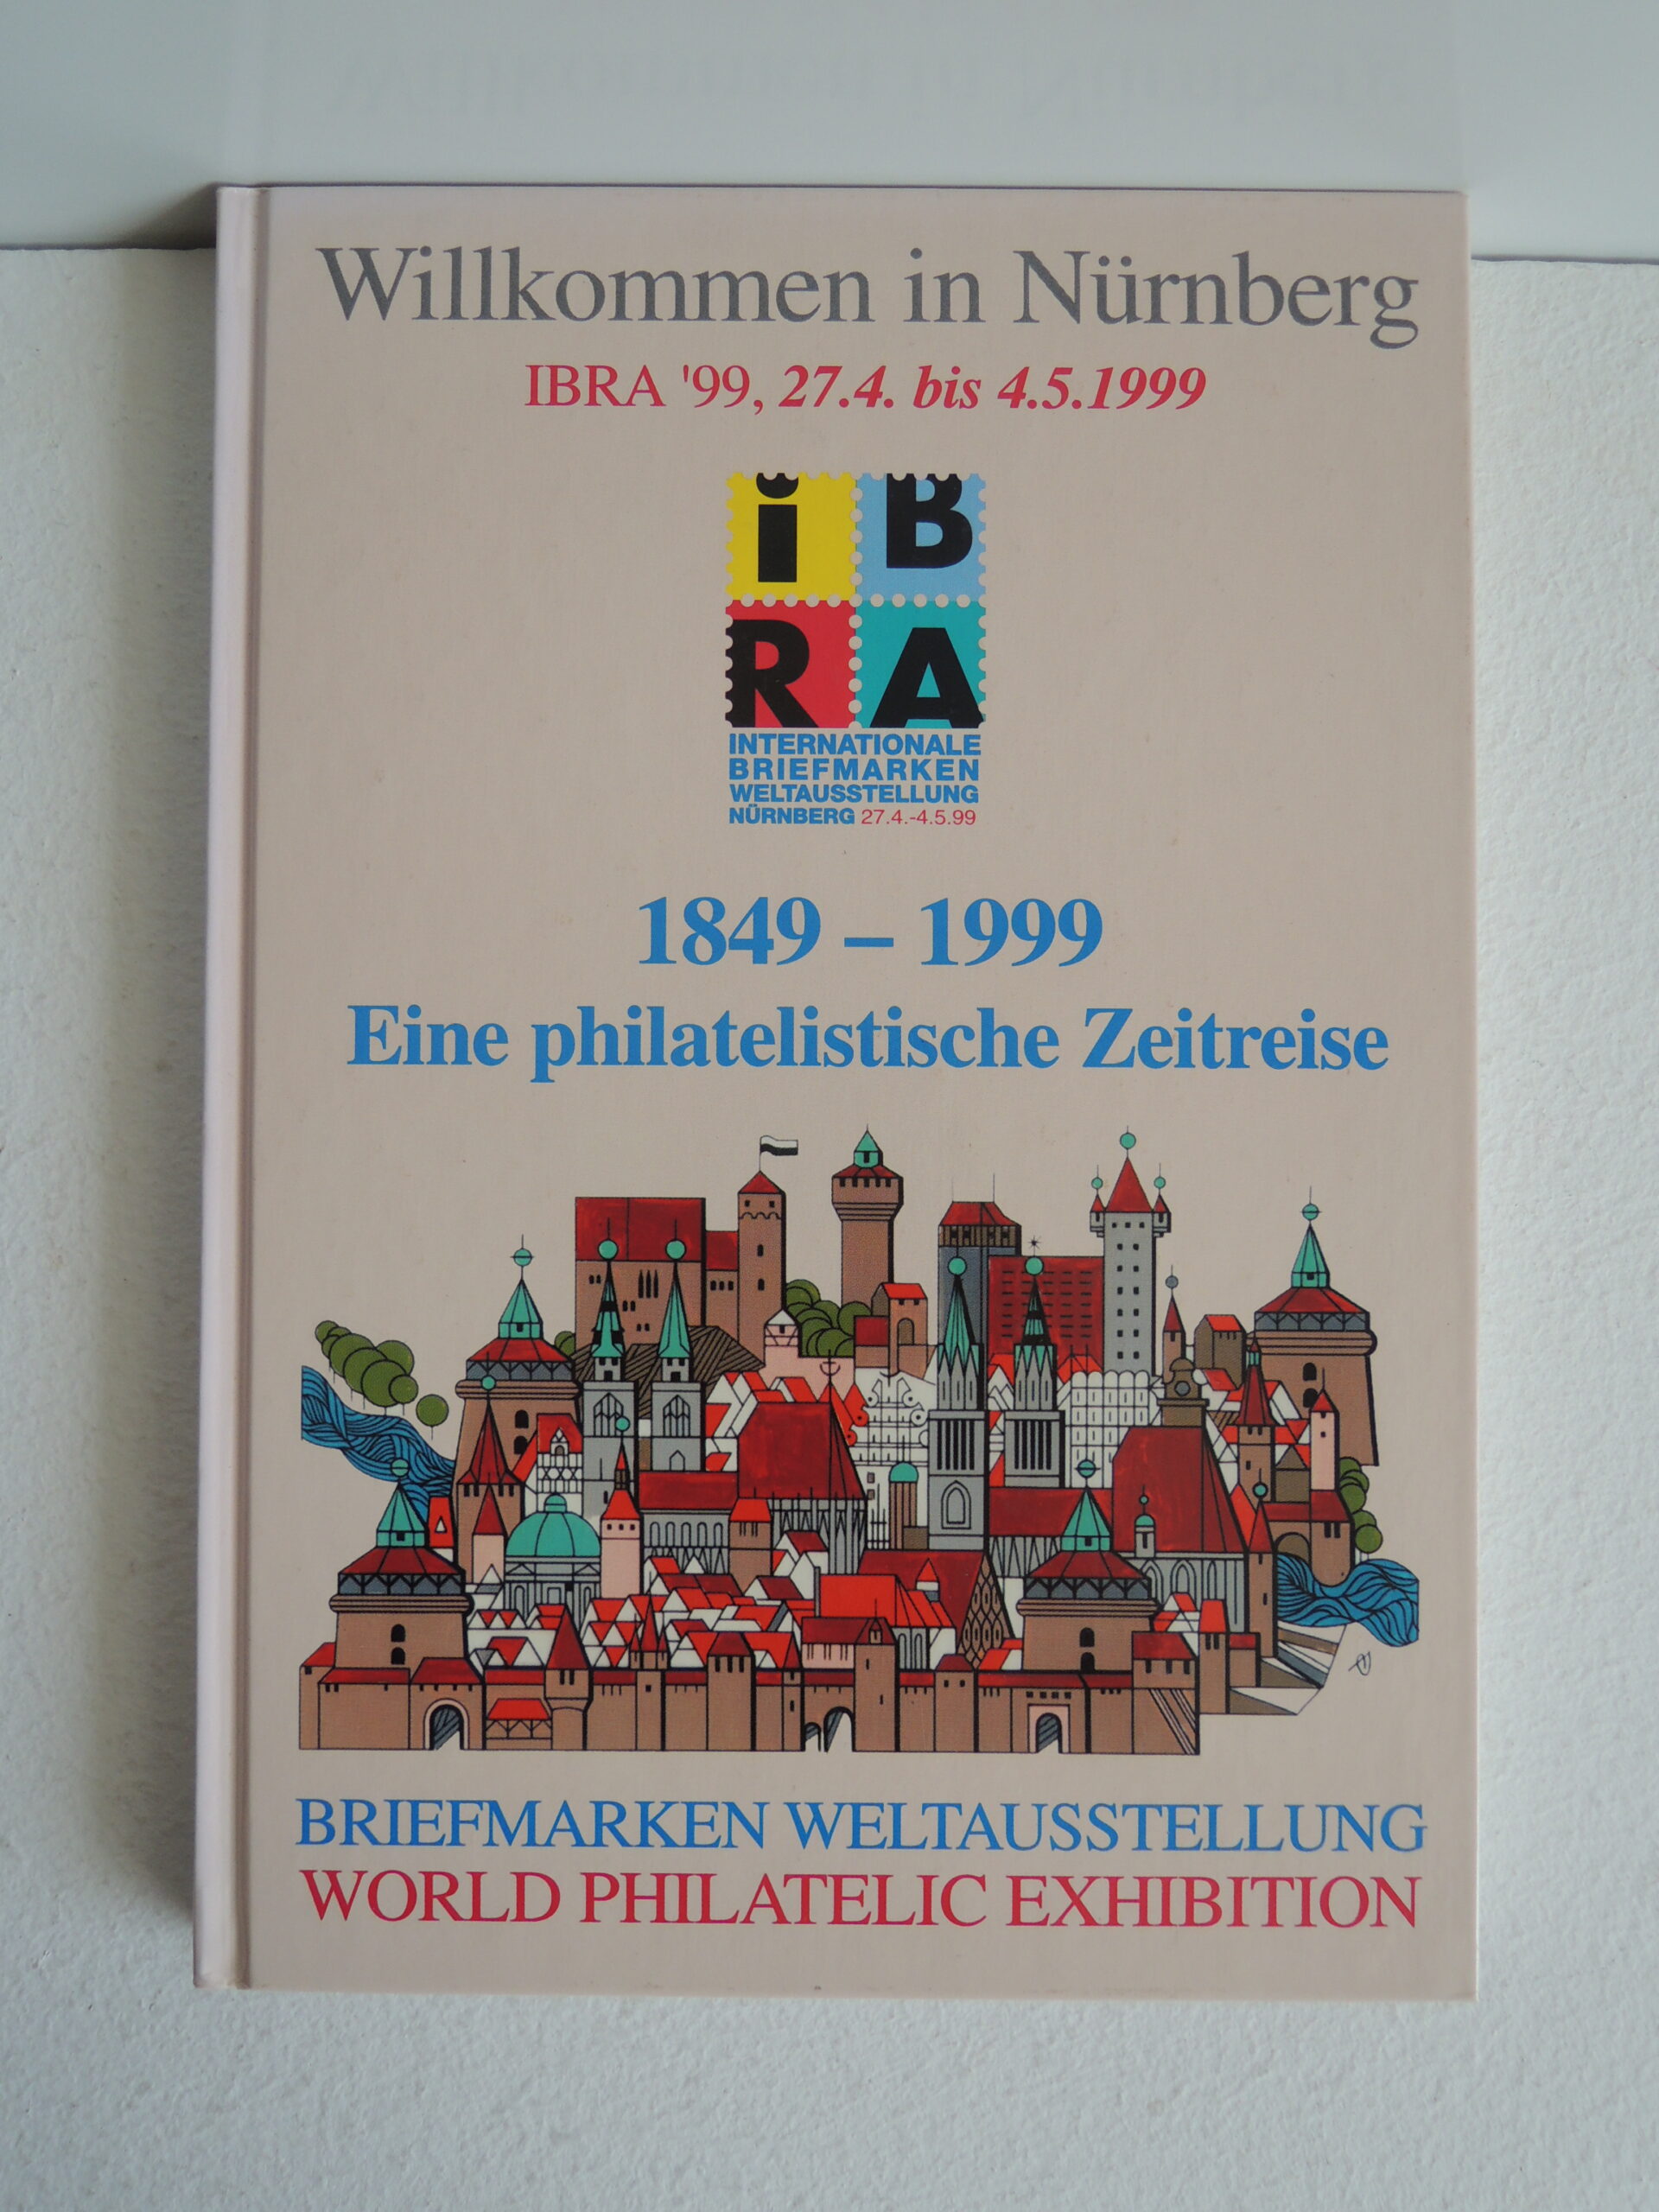 Willkommen in Nürnberg
IBRA '99, 27.4. bis 4.5.1999
iB
RA
INTERNATIONALE
BRIEFMARKEN
WELTAUSSTELLUNG
NÜRNBERG 27.4.-4.5.99
1849 – 1999
Eine philatelistische Zeitreise
BRIEFMARKEN WELTAUSSTELLUNG
WORLD PHILATELIC EXHIBITION